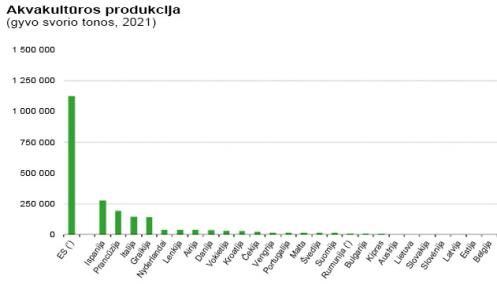 Akvakultūros produkcija
(gyvo svorio tonos, 2021)
1 500 000
1 250 000
1 000 000
750 000
500 000
250 000
0
ES (¹)
Ispanija
Prancūzija
Italija
Graikija
Nyderlandai
Lenkija
Airija
Danija
Vokietija
Kroatija
Čekija
Vengrija
Portugalija
Malta
Švedija
Suomija
Rumunija (¹)
Bulgarija
Kipras
Austrija
Lietuva
Slovakija
Slovėnija
Latvija
Estija
Belgija